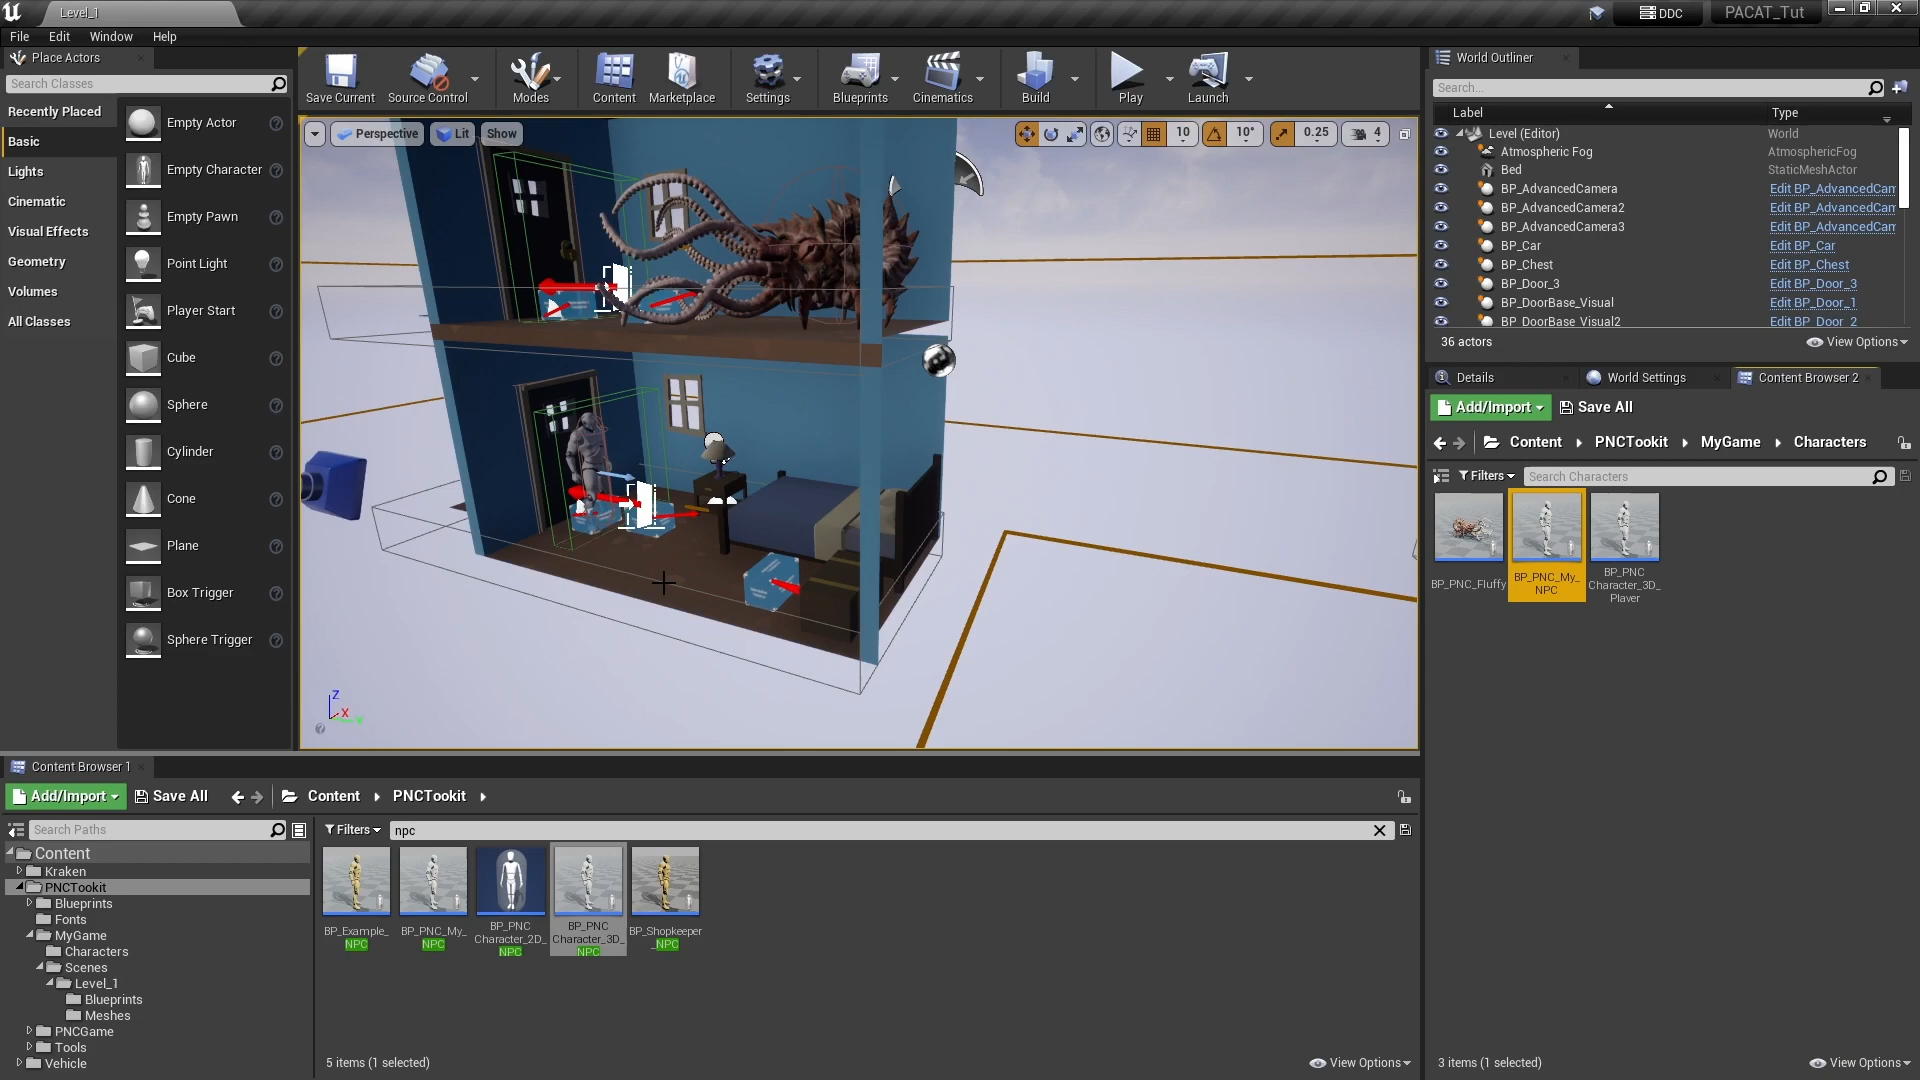 Level_1
DDC
PACAT_Tut
File Edit Window Help
Place Actors
Search Classes
Recently Placed
Basic
Lights
Cinematic
Visual Effects
Geometry
Volumes
All Classes
Empty Actor
Empty Character
Empty Pawn
Point Light
Player Start
Cube
Sphere
Cylinder
Cone
Plane
Box Trigger
Sphere Trigger
Save Current
Source Control
Modes
Content
Marketplace
Settings
Blueprints
Cinematics
Build
Play
Launch
Perspective
Lit
Show
10
10°
0.25
4
Z
X
World Outliner
Search...
Label Type
Level (Editor) World
Atmospheric Fog AtmosphericFog
Bed StaticMeshActor
BP_AdvancedCamera Edit BP_AdvancedCam
BP_AdvancedCamera2 Edit BP_AdvancedCam
BP_AdvancedCamera3 Edit BP_AdvancedCam
BP_Car Edit BP_Car
BP_Chest Edit BP_Chest
BP_Door_3 Edit BP_Door_3
BP_DoorBase_Visual Edit BP_Door_1
BP_DoorBase_Visual2 Edit BP_Door_2
36 actors
View Options
Details
World Settings
Content Browser 2
Add/Import
Save All
Content
PNCTookit
MyGame
Characters
Filters
Search Characters
BP_PNC_Fluffy
BP_PNC_My_
NPC
BP_PNC
Character_3D_
Player
3 items (1 selected)
View Options
Content Browser 1
Add/Import
Save All
Content
PNCTookit
Search Paths
Content
Kraken
PNCTookit
Blueprints
Fonts
MyGame
Characters
Scenes
Level_1
Blueprints
Meshes
PNCGame
Tools
Vehicle
Filters
npc
BP_Example_
NPC
BP_PNC_My_
NPC
BP_PNC
Character_2D_
NPC
BP_PNC
Character_3D_
NPC
BP_Shopkeeper
_NPC
5 items (1 selected)
View Options